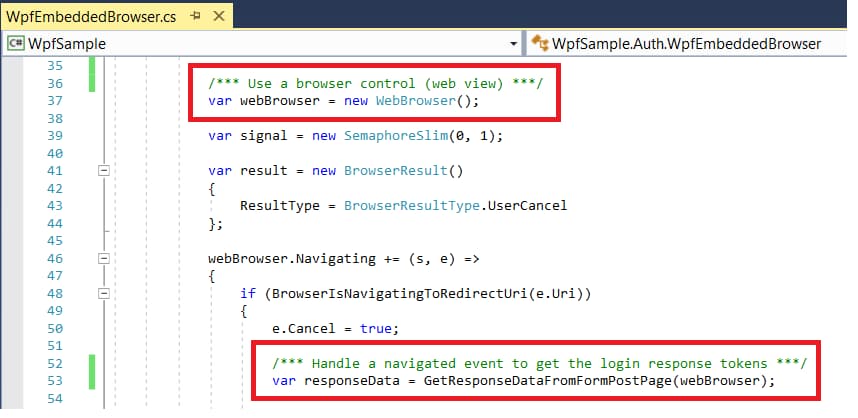 WpfEmbeddedBrowser.cs
C# WpfSample
WpfSample.Auth.WpfEmbeddedBrowser
35
36 /*** Use a browser control (web view) ***/
37 var webBrowser = new WebBrowser();
38
39 var signal = new SemaphoreSlim(0, 1);
40
41 var result = new BrowserResult()
42 {
43 ResultType = BrowserResultType.UserCancel
44 };
45
46 webBrowser.Navigating += (s, e) =>
47 {
48 if (BrowserIsNavigatingToRedirectUri(e.Uri))
49 {
50 e.Cancel = true;
51
52 /*** Handle a navigated event to get the login response tokens ***/
53 var responseData = GetResponseDataFromFormPostPage(webBrowser);
54